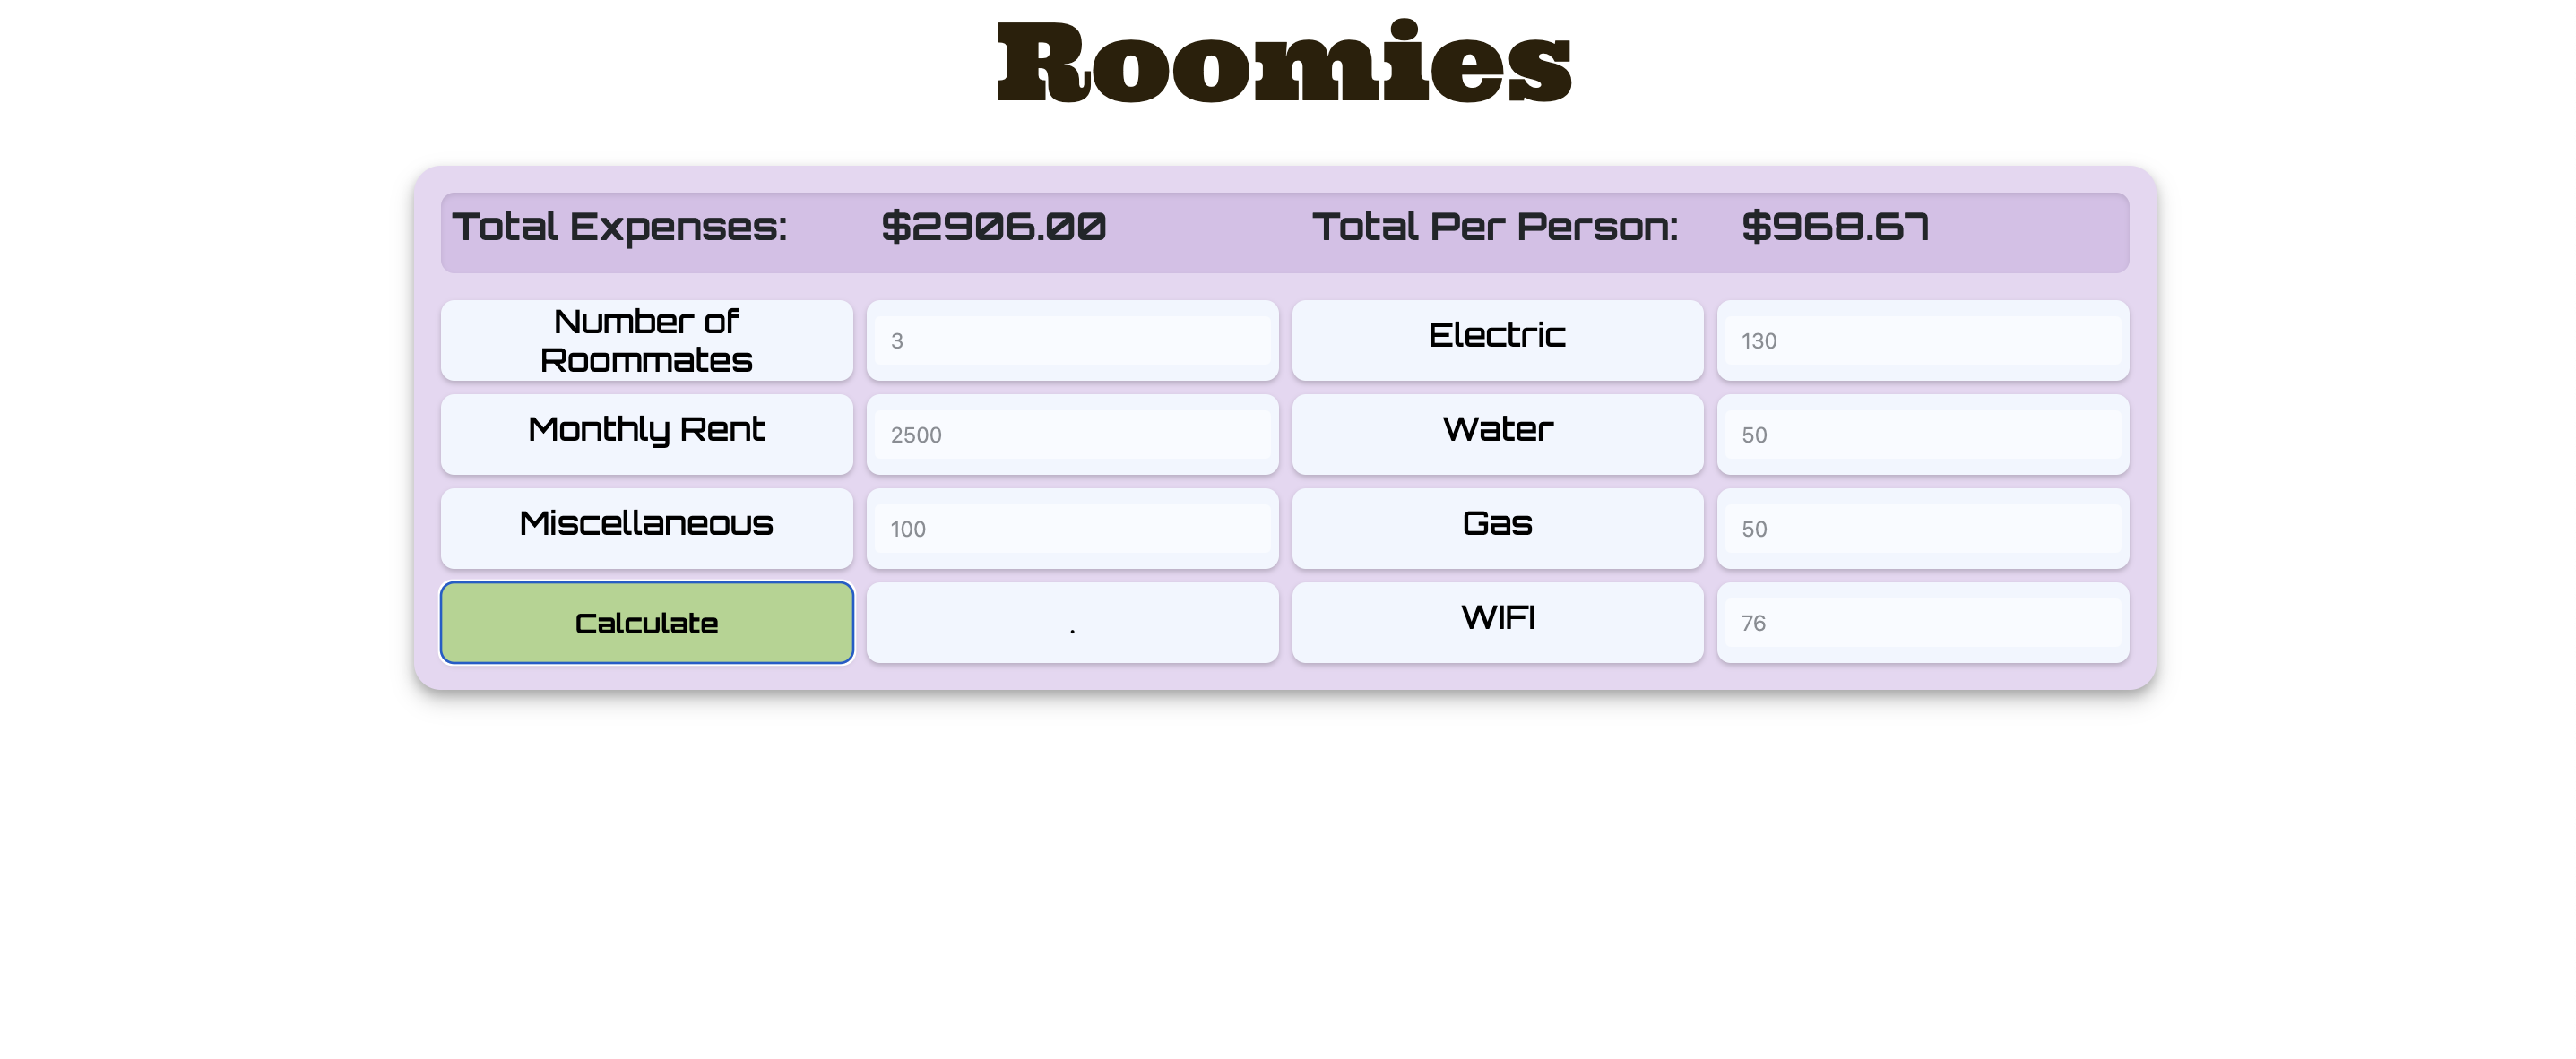 Roomies
Total Expenses: $2906.00 Total Per Person: $968.67
Number of
Roommates
3
Electric
130
Monthly Rent
2500
Water
50
Miscellaneous
100
Gas
50
Calculate
.
WIFI
76